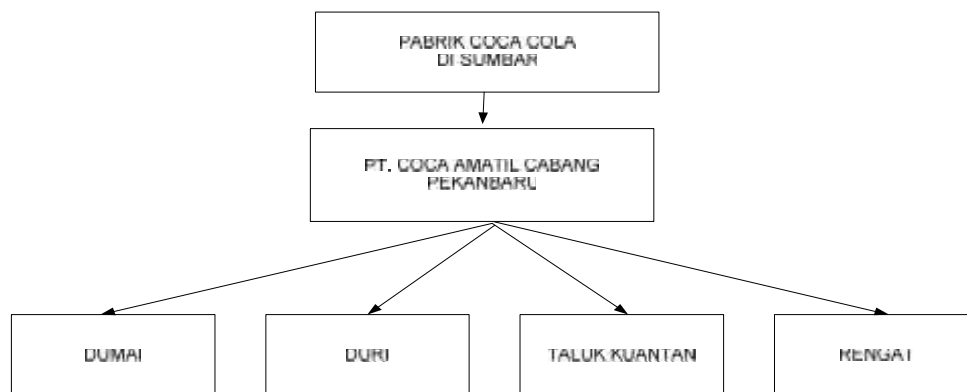 PABRIK COCA COLA
DI SUMBAR
PT. COCA AMATIL CABANG
PEKANBARU
DUMAI
DURI
TALUK KUANTAN
RENGAT